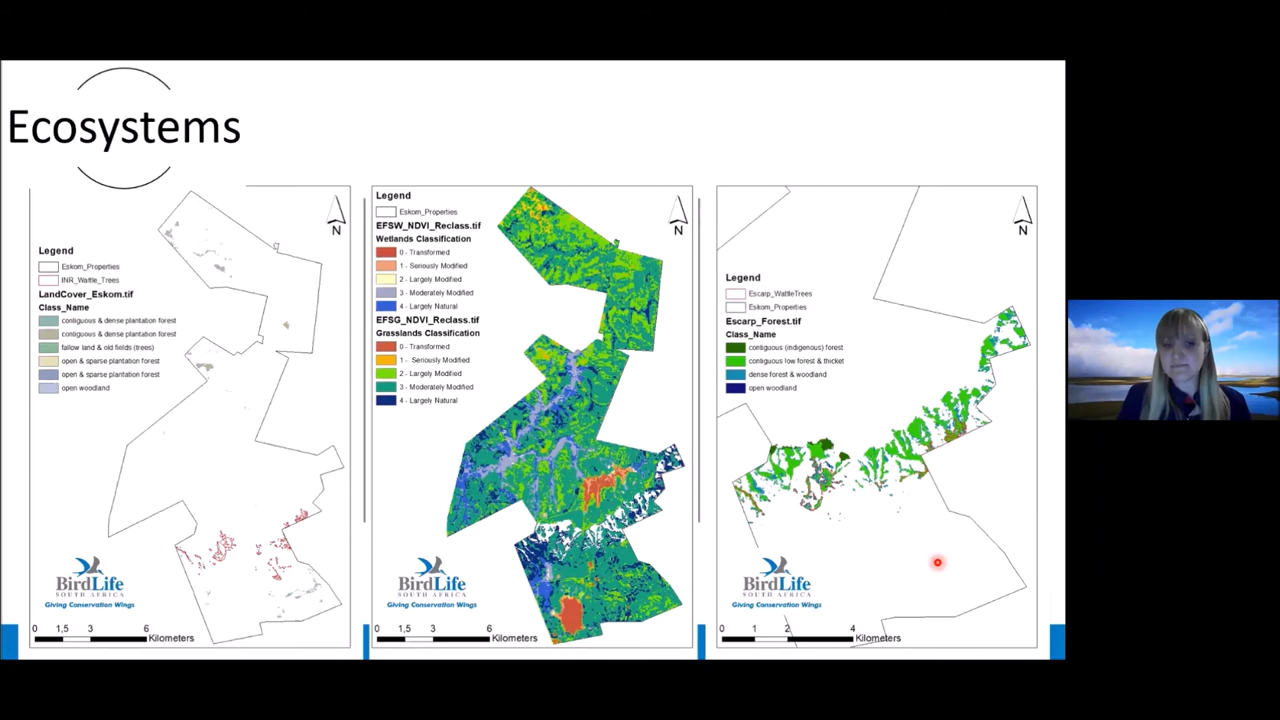 Ecosystems
N
Legend
Eskom_Properties
INR_Wattle_Trees
LandCover_Eskom.tif
Class_Name
contiguous & dense plantation forest
contiguous & dense plantation forest
fallow land & old fields (trees)
open & sparse plantation forest
open & sparse plantation forest
open woodland
BirdLife
SOUTH AFRICA
Giving Conservation Wings
0 1,5 3 6
Kilometers
Legend
N
Eskom_Properties
EFSW_NDVI_Reclass.tif
Wetlands Classification
0 - Transformed
1 - Seriously Modified
2 - Largely Modified
3 - Moderately Modified
4 - Largely Natural
EFSG_NDVI_Reclass.tif
Grasslands Classification
0 - Transformed
1 - Seriously Modified
2 - Largely Modified
3 - Moderately Modified
4 - Largely Natural
BirdLife
SOUTH AFRICA
Giving Conservation Wings
0 1,5 3 6
Kilometers
N
Legend
Escarp_WattleTrees
Eskom_Properties
Escarp_Forest.tif
Class_Name
contiguous (indigenous) forest
contiguous low forest & thicket
dense forest & woodland
open woodland
BirdLife
SOUTH AFRICA
Giving Conservation Wings
0 1 2 4
Kilometers